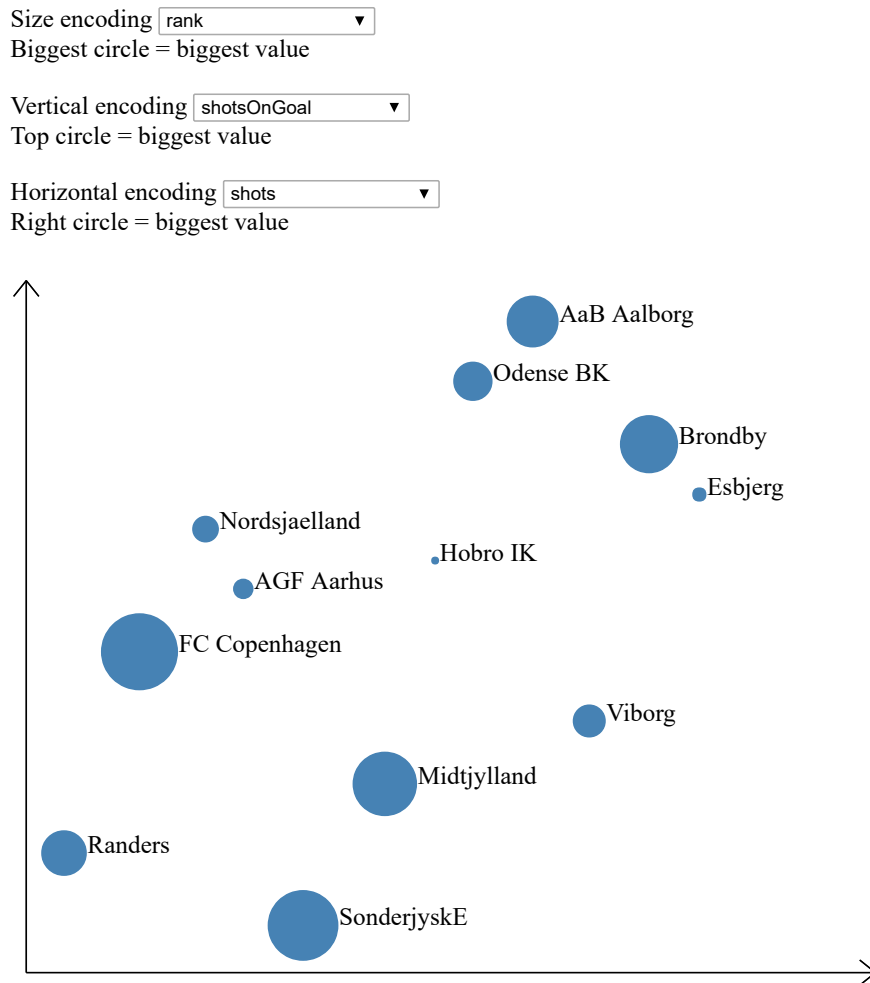 Size encoding rank
Biggest circle = biggest value
Vertical encoding shotsOnGoal
Top circle = biggest value
Horizontal encoding shots
Right circle = biggest value
AaB Aalborg
Odense BK
Brondby
Esbjerg
Nordsjaelland
Hobro IK
AGF Aarhus
FC Copenhagen
Viborg
Midtjylland
Randers
SonderjyskE